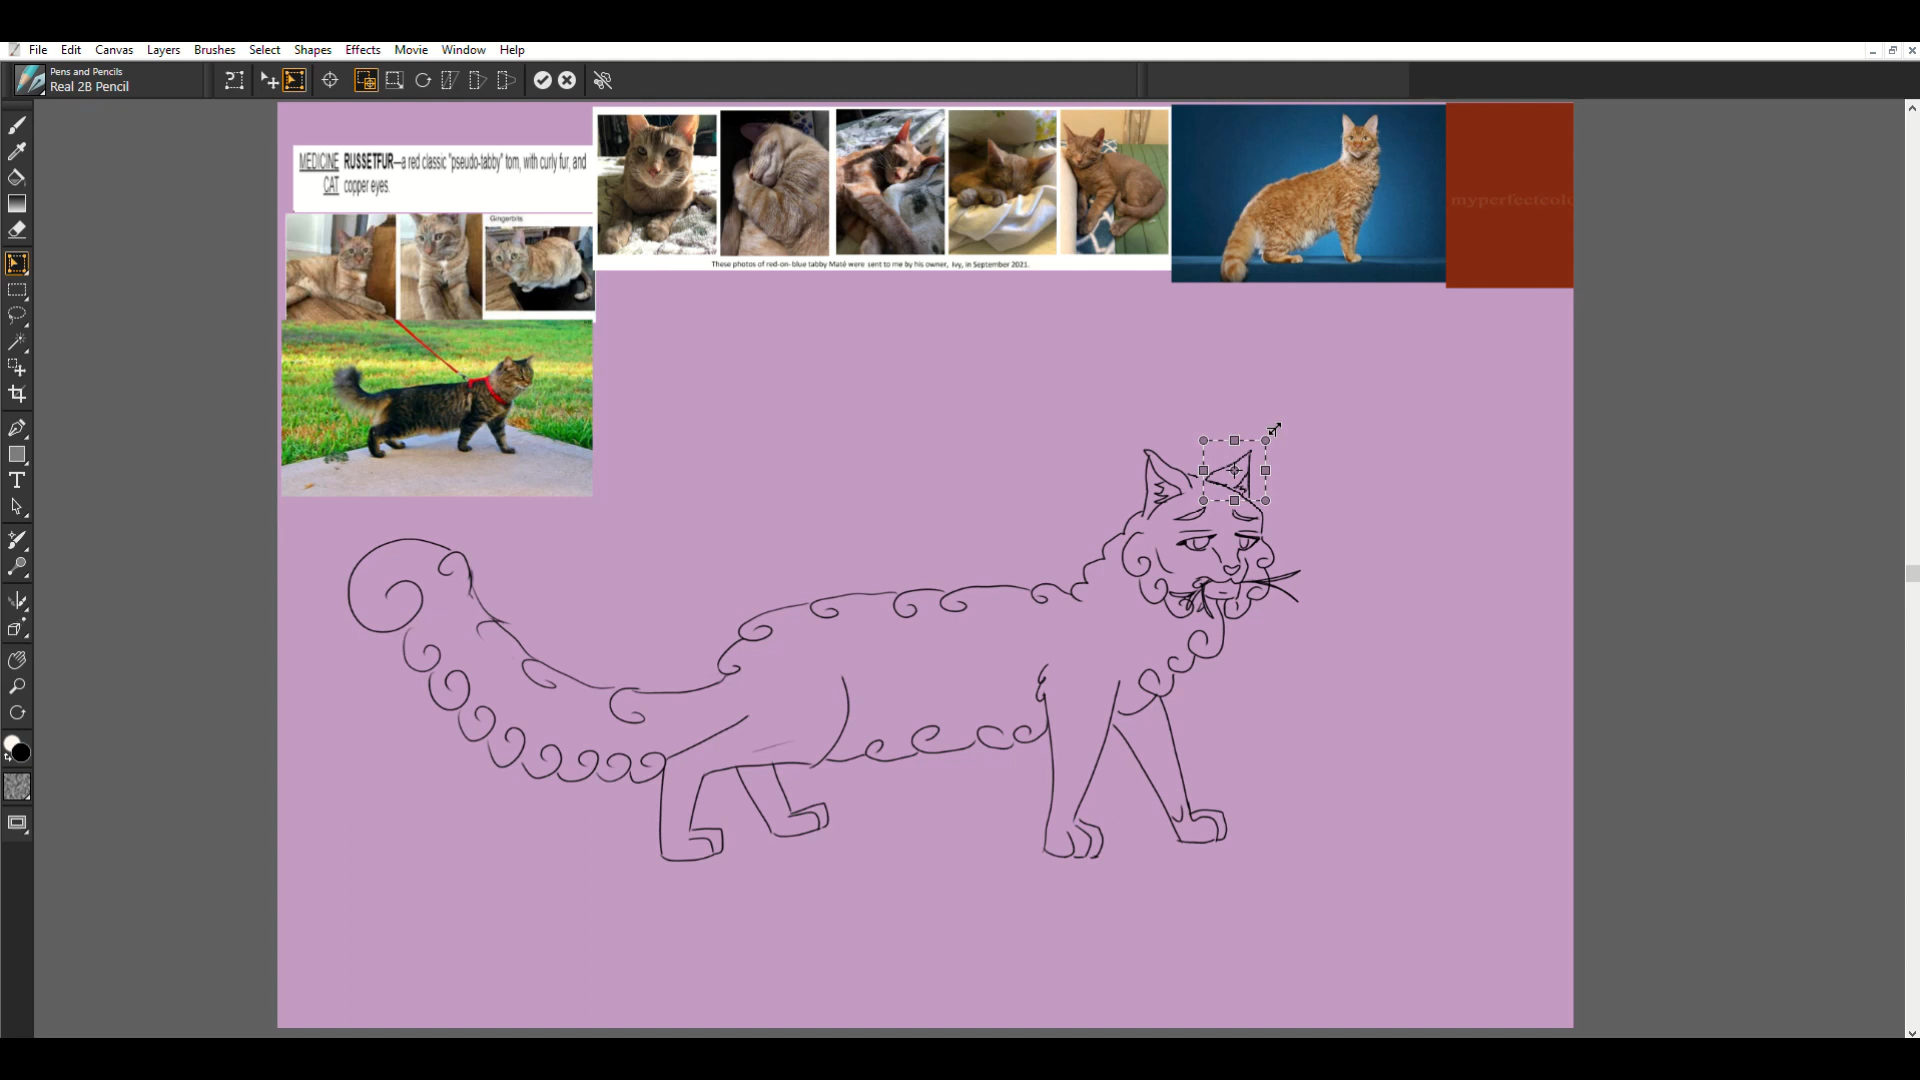 File Edit Canvas Layers Brushes Select Shapes Effects Movie Window Help
Pens and Pencils
Real 2B Pencil
MEDICINE RUSSETFUR—a red classic "pseudo-tabby" tom, with curly fur, and
CAT copper eyes.
Gingerbits
These photos of red-on-blue tabby Maté were sent to me by his owner, Ivy, in September 2021.
myperfectcolo